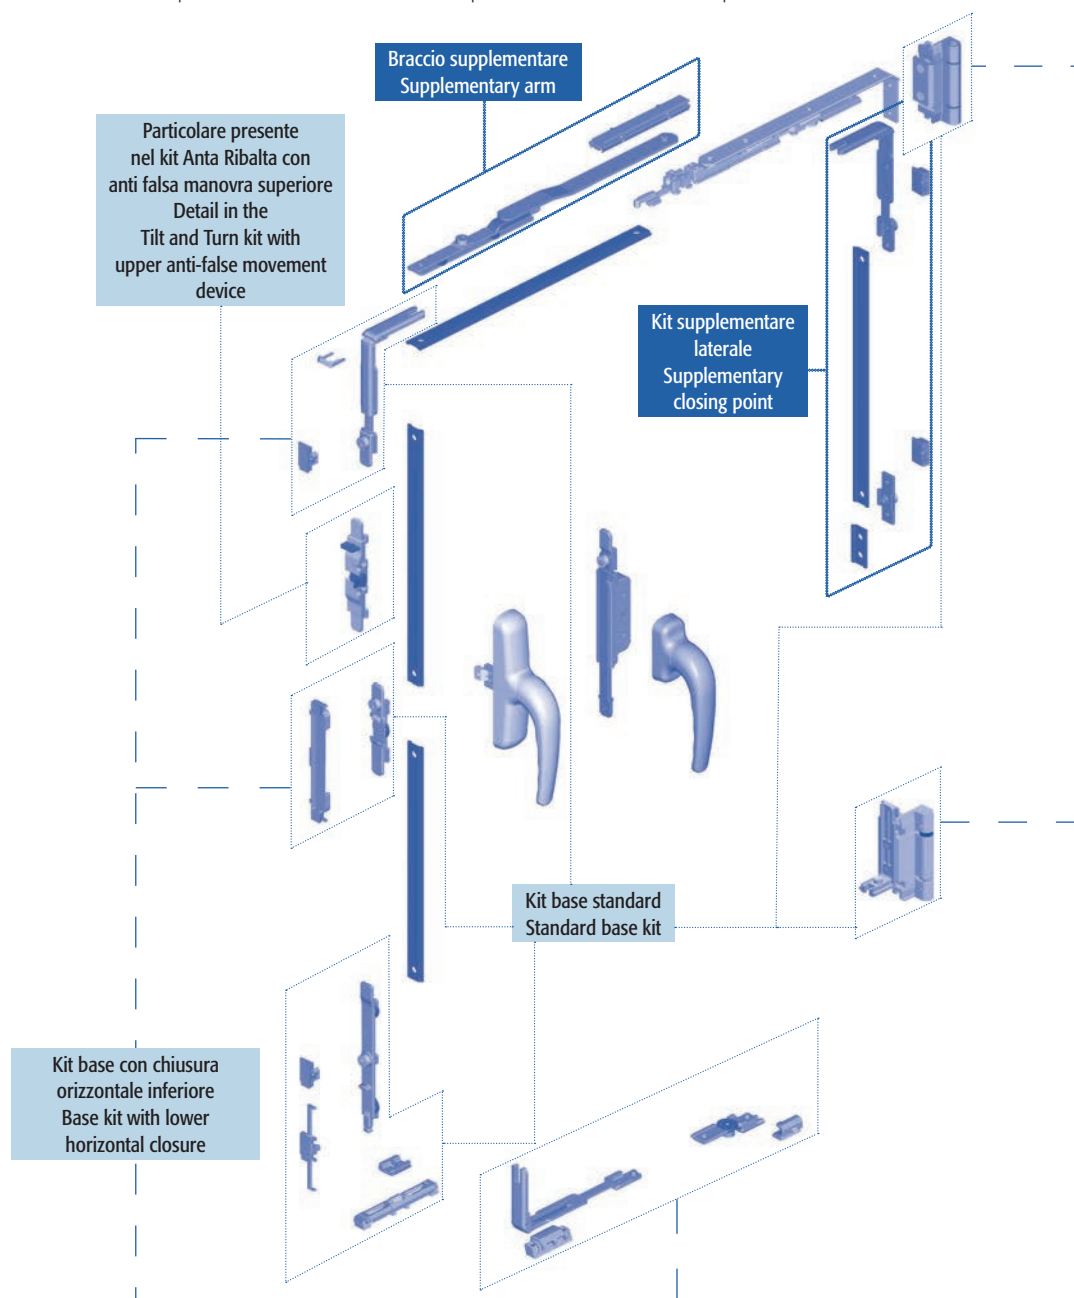 Braccio supplementare
Supplementary arm
Particolare presente
nel kit Anta Ribalta con
anti falsa manovra superiore
Detail in the
Tilt and Turn kit with
upper anti-false movement
device
Kit supplementare
laterale
Supplementary
closing point
Kit base standard
Standard base kit
Kit base con chiusura
orizzontale inferiore
Base kit with lower
horizontal closure